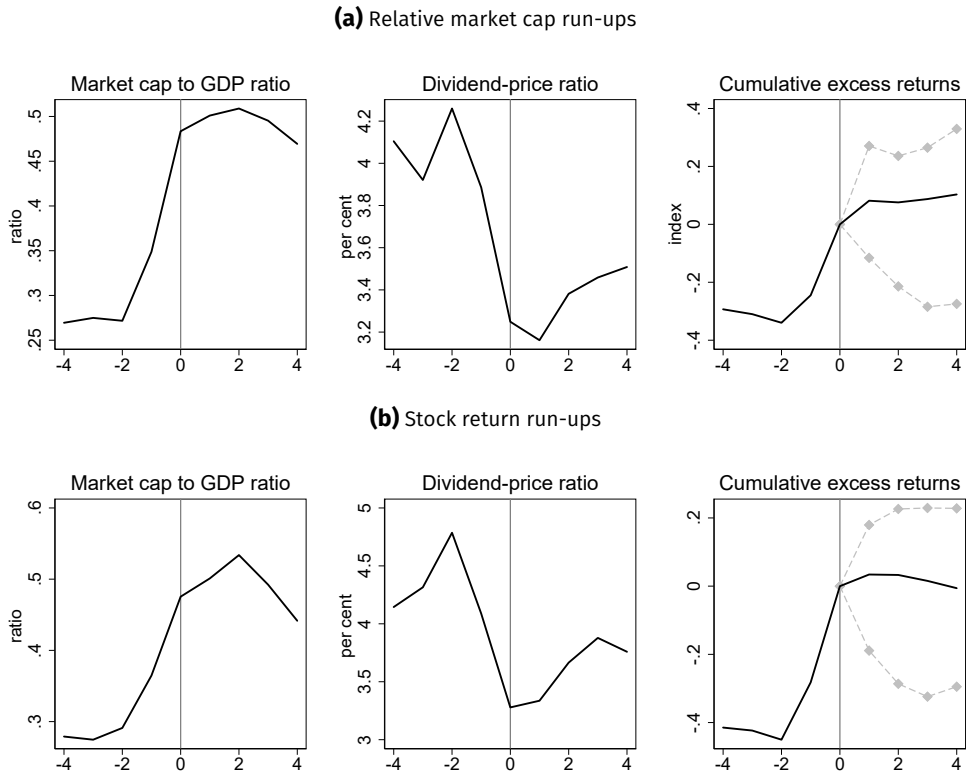 (a) Relative market cap run-ups
Market cap to GDP ratio
ratio
.25 .3 .35 .4 .45 .5
-4 -2 0 2 4
Dividend-price ratio
per cent
3.2 3.4 3.6 3.8 4 4.2
-4 -2 0 2 4
Cumulative excess returns
index
-.4 -.2 0 .2 .4
-4 -2 0 2 4
(b) Stock return run-ups
Market cap to GDP ratio
ratio
.3 .4 .5 .6
-4 -2 0 2 4
Dividend-price ratio
per cent
3 3.5 4 4.5 5
-4 -2 0 2 4
Cumulative excess returns
-.4 -.2 0 .2
-4 -2 0 2 4